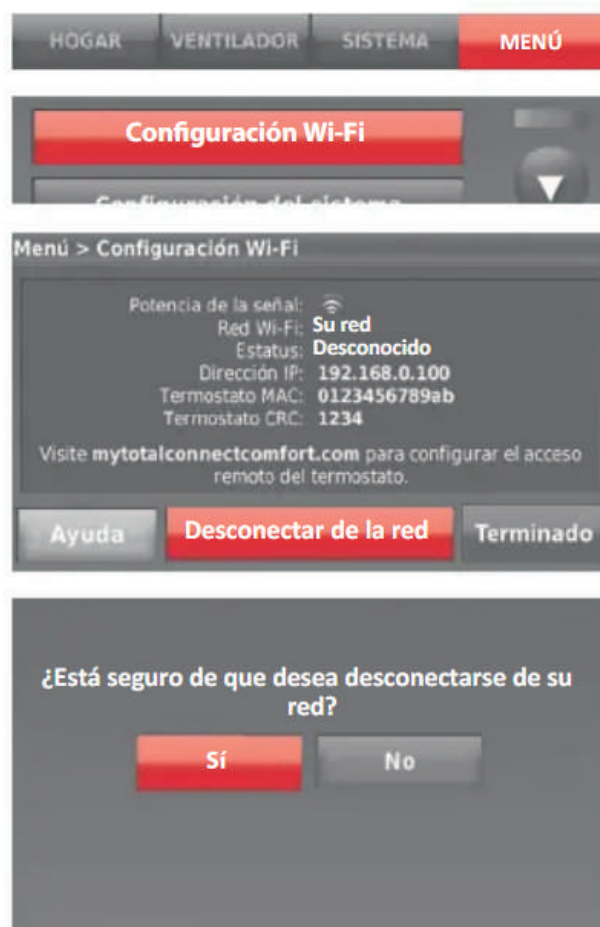 HOGAR VENTILADOR SISTEMA MENÚ
Configuración Wi-Fi
Configuración del sistema
Menú > Configuración Wi-Fi
Potencia de la señal:
Red Wi-Fi: Su red
Estatus: Desconocido
Dirección IP: 192.168.0.100
Termostato MAC: 0123456789ab
Termostato CRC: 1234
Visite mytotalconnectcomfort.com para configurar el acceso
remoto del termostato.
Ayuda Desconectar de la red Terminado
¿Está seguro de que desea desconectarse de su
red?
Sí No